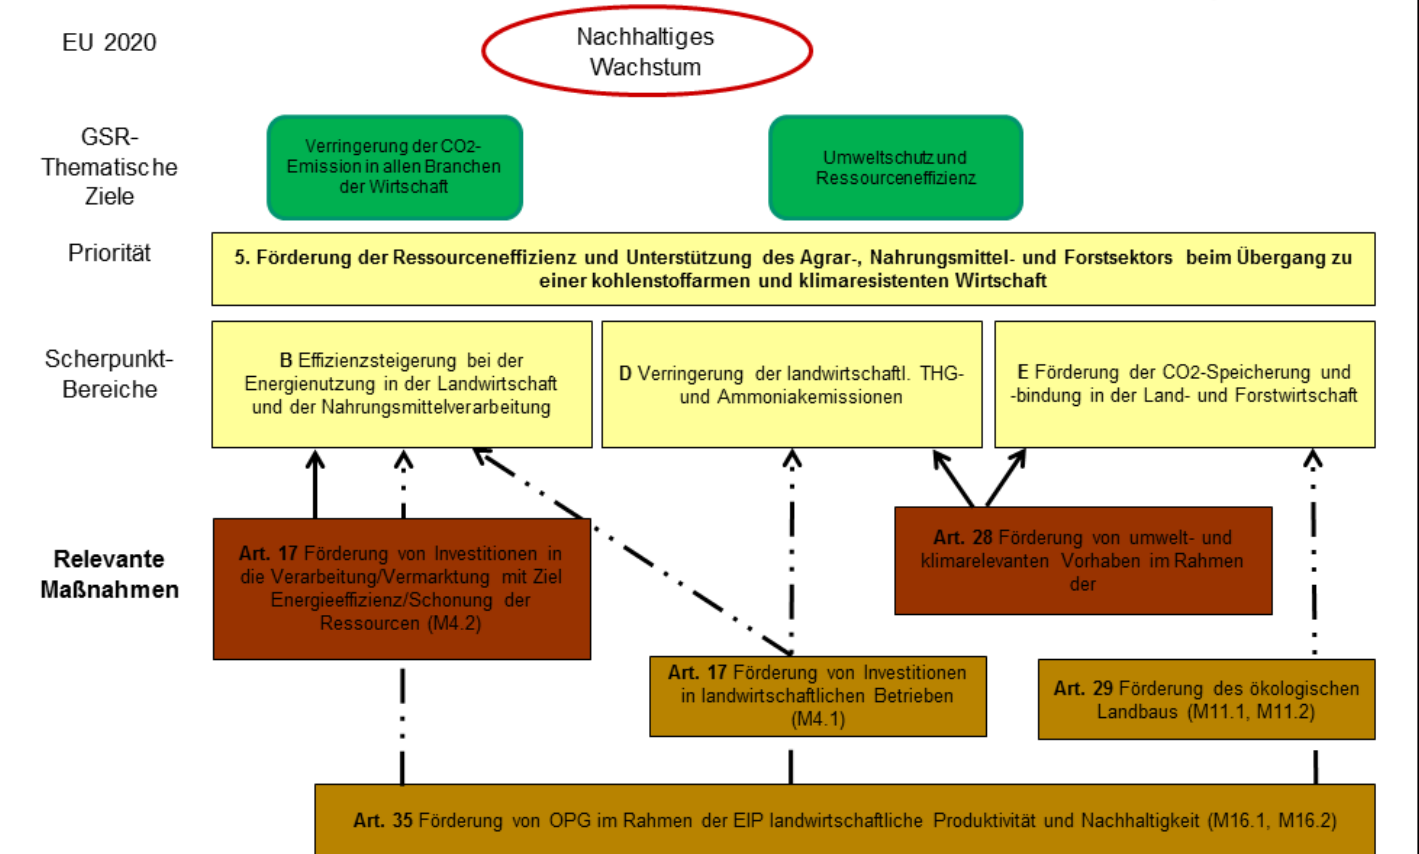 EU 2020
Nachhaltiges
Wachstum
GSR-
Thematische
Ziele
Verringerung der CO2-
Emission in allen Branchen
der Wirtschaft
Umweltschutz und
Ressourceneffizienz
Priorität
5. Förderung der Ressourceneffizienz und Unterstützung des Agrar-, Nahrungsmittel- und Forstsektors beim Übergang zu
einer kohlenstoffarmen und klimaresistenten Wirtschaft
Scherpunkt-
Bereiche
B Effizienzsteigerung bei der
Energienutzung in der Landwirtschaft
und der Nahrungsmittelverarbeitung
D Verringerung der landwirtschaftl. THG-
und Ammoniakemissionen
E Förderung der CO2-Speicherung und
-bindung in der Land- und Forstwirtschaft
Relevante
Maßnahmen
Art. 17 Förderung von Investitionen in
die Verarbeitung/Vermarktung mit Ziel
Energieeffizienz/Schonung der
Ressourcen (M4.2)
Art. 28 Förderung von umwelt- und
klimarelevanten Vorhaben im Rahmen
der
Art. 17 Förderung von Investitionen
in landwirtschaftlichen Betrieben
(M4.1)
Art. 29 Förderung des ökologischen
Landbaus (M11.1, M11.2)
Art. 35 Förderung von OPG im Rahmen der EIP landwirtschaftliche Produktivität und Nachhaltigkeit (M16.1, M16.2)